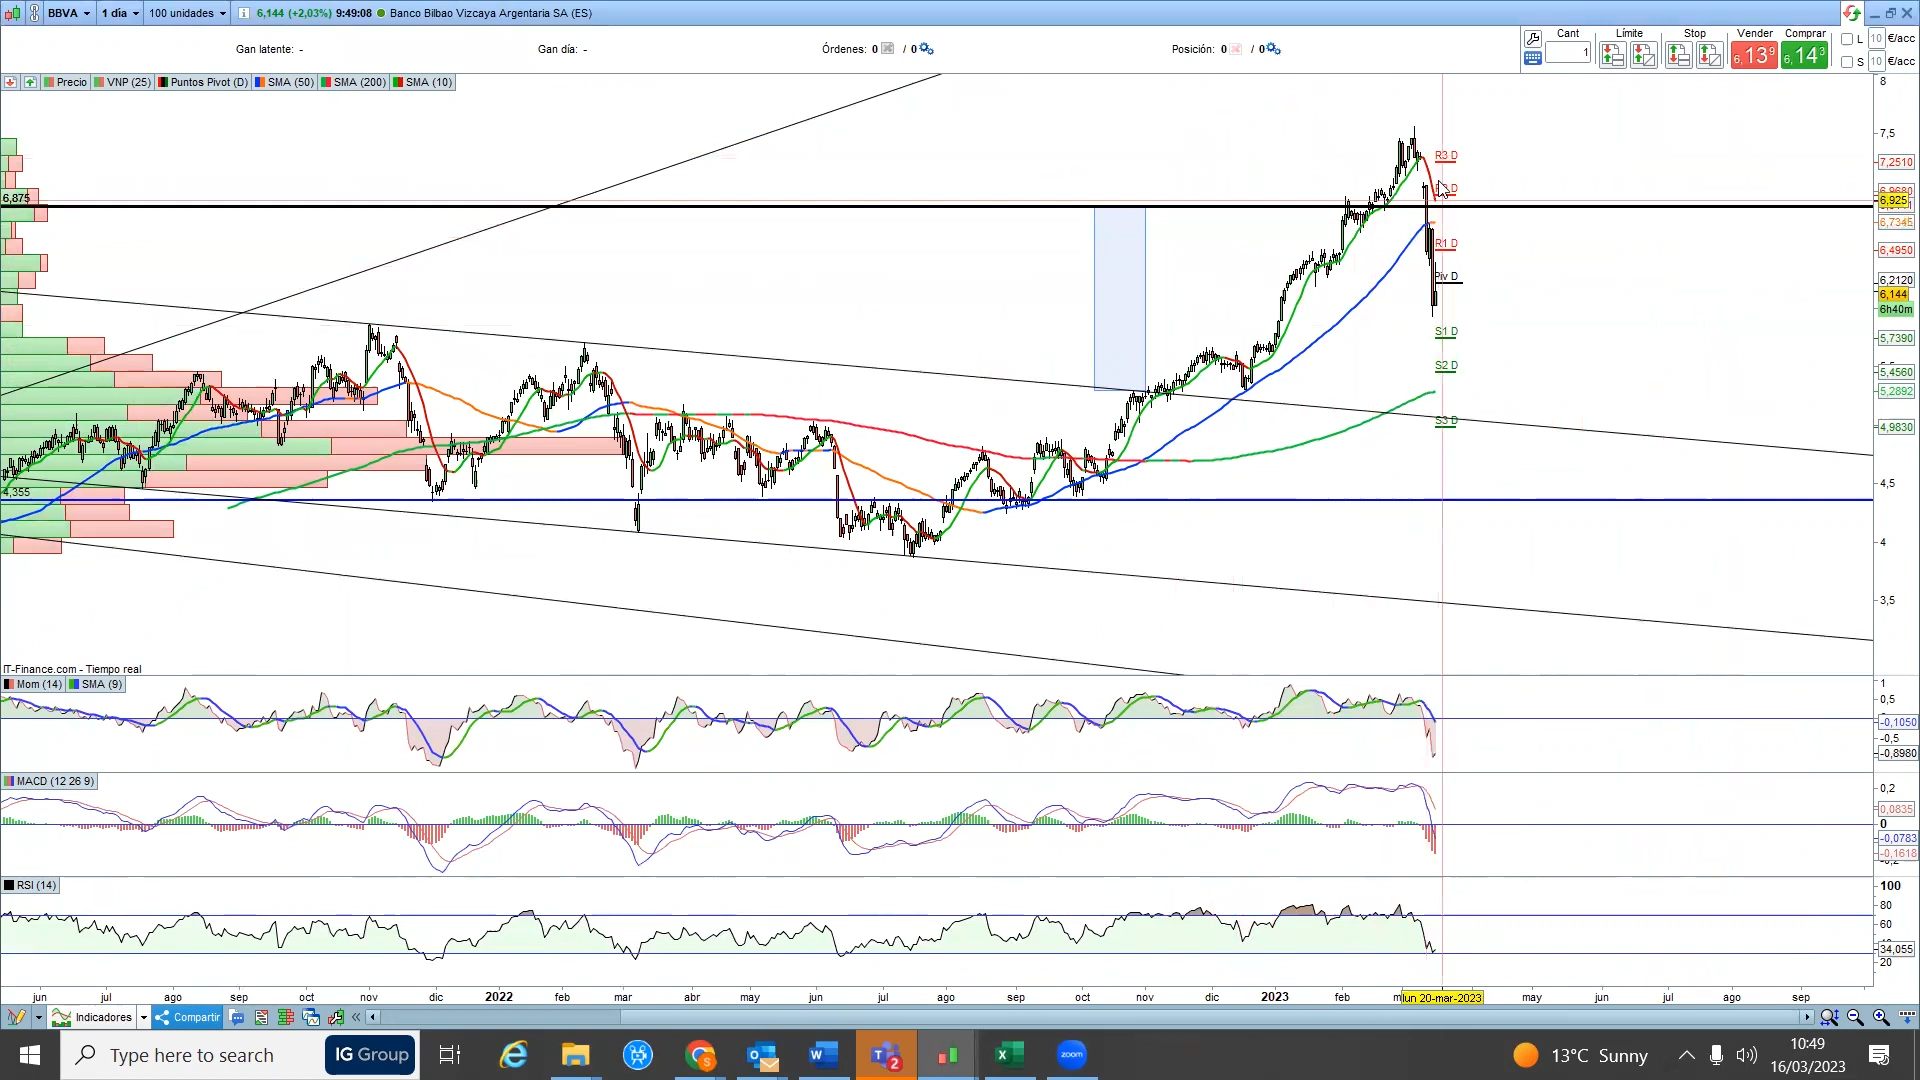 BBVA 1 día 100 unidades 6,144 (+2,03%) 9:49:08 Banco Bilbao Vizcaya Argentaria SA (ES)
Gan latente: - Gan día: - Órdenes: 0 / 0 Posición: 0 / 0
Cant Límite Stop Vender Comprar L 10 €/acc
1 6,139 6,143 S 10 €/acc
Precio VNP (25) Puntos Pivot (D) SMA (50) SMA (200) SMA (10)
8
7,5
R3 D
7,2510
6,875
6,925
6,7345
R1 D
6,4950
Piv D
6,2120
6,144
6h40m
S1 D
5,7390
S2 D
5,4560
5,2892
S3 D
4,9830
4,355
4,5
4
3,5
IT-Finance.com - Tiempo real
Mom (14) SMA (9)
1
0,5
-0,1050
-0,5
-0,8980
MACD (12 26 9)
0,2
0,0835
0
-0,0783
-0,1618
RSI (14)
100
80
60
34,055
20
jun jul ago sep oct nov dic 2022 feb mar abr jun jul ago sep oct nov dic 2023 feb lun 20-mar-2023 may jun jul ago sep
Indicadores Compartir
Type here to search IG Group 2 zoom 13°C Sunny 10:49
16/03/2023